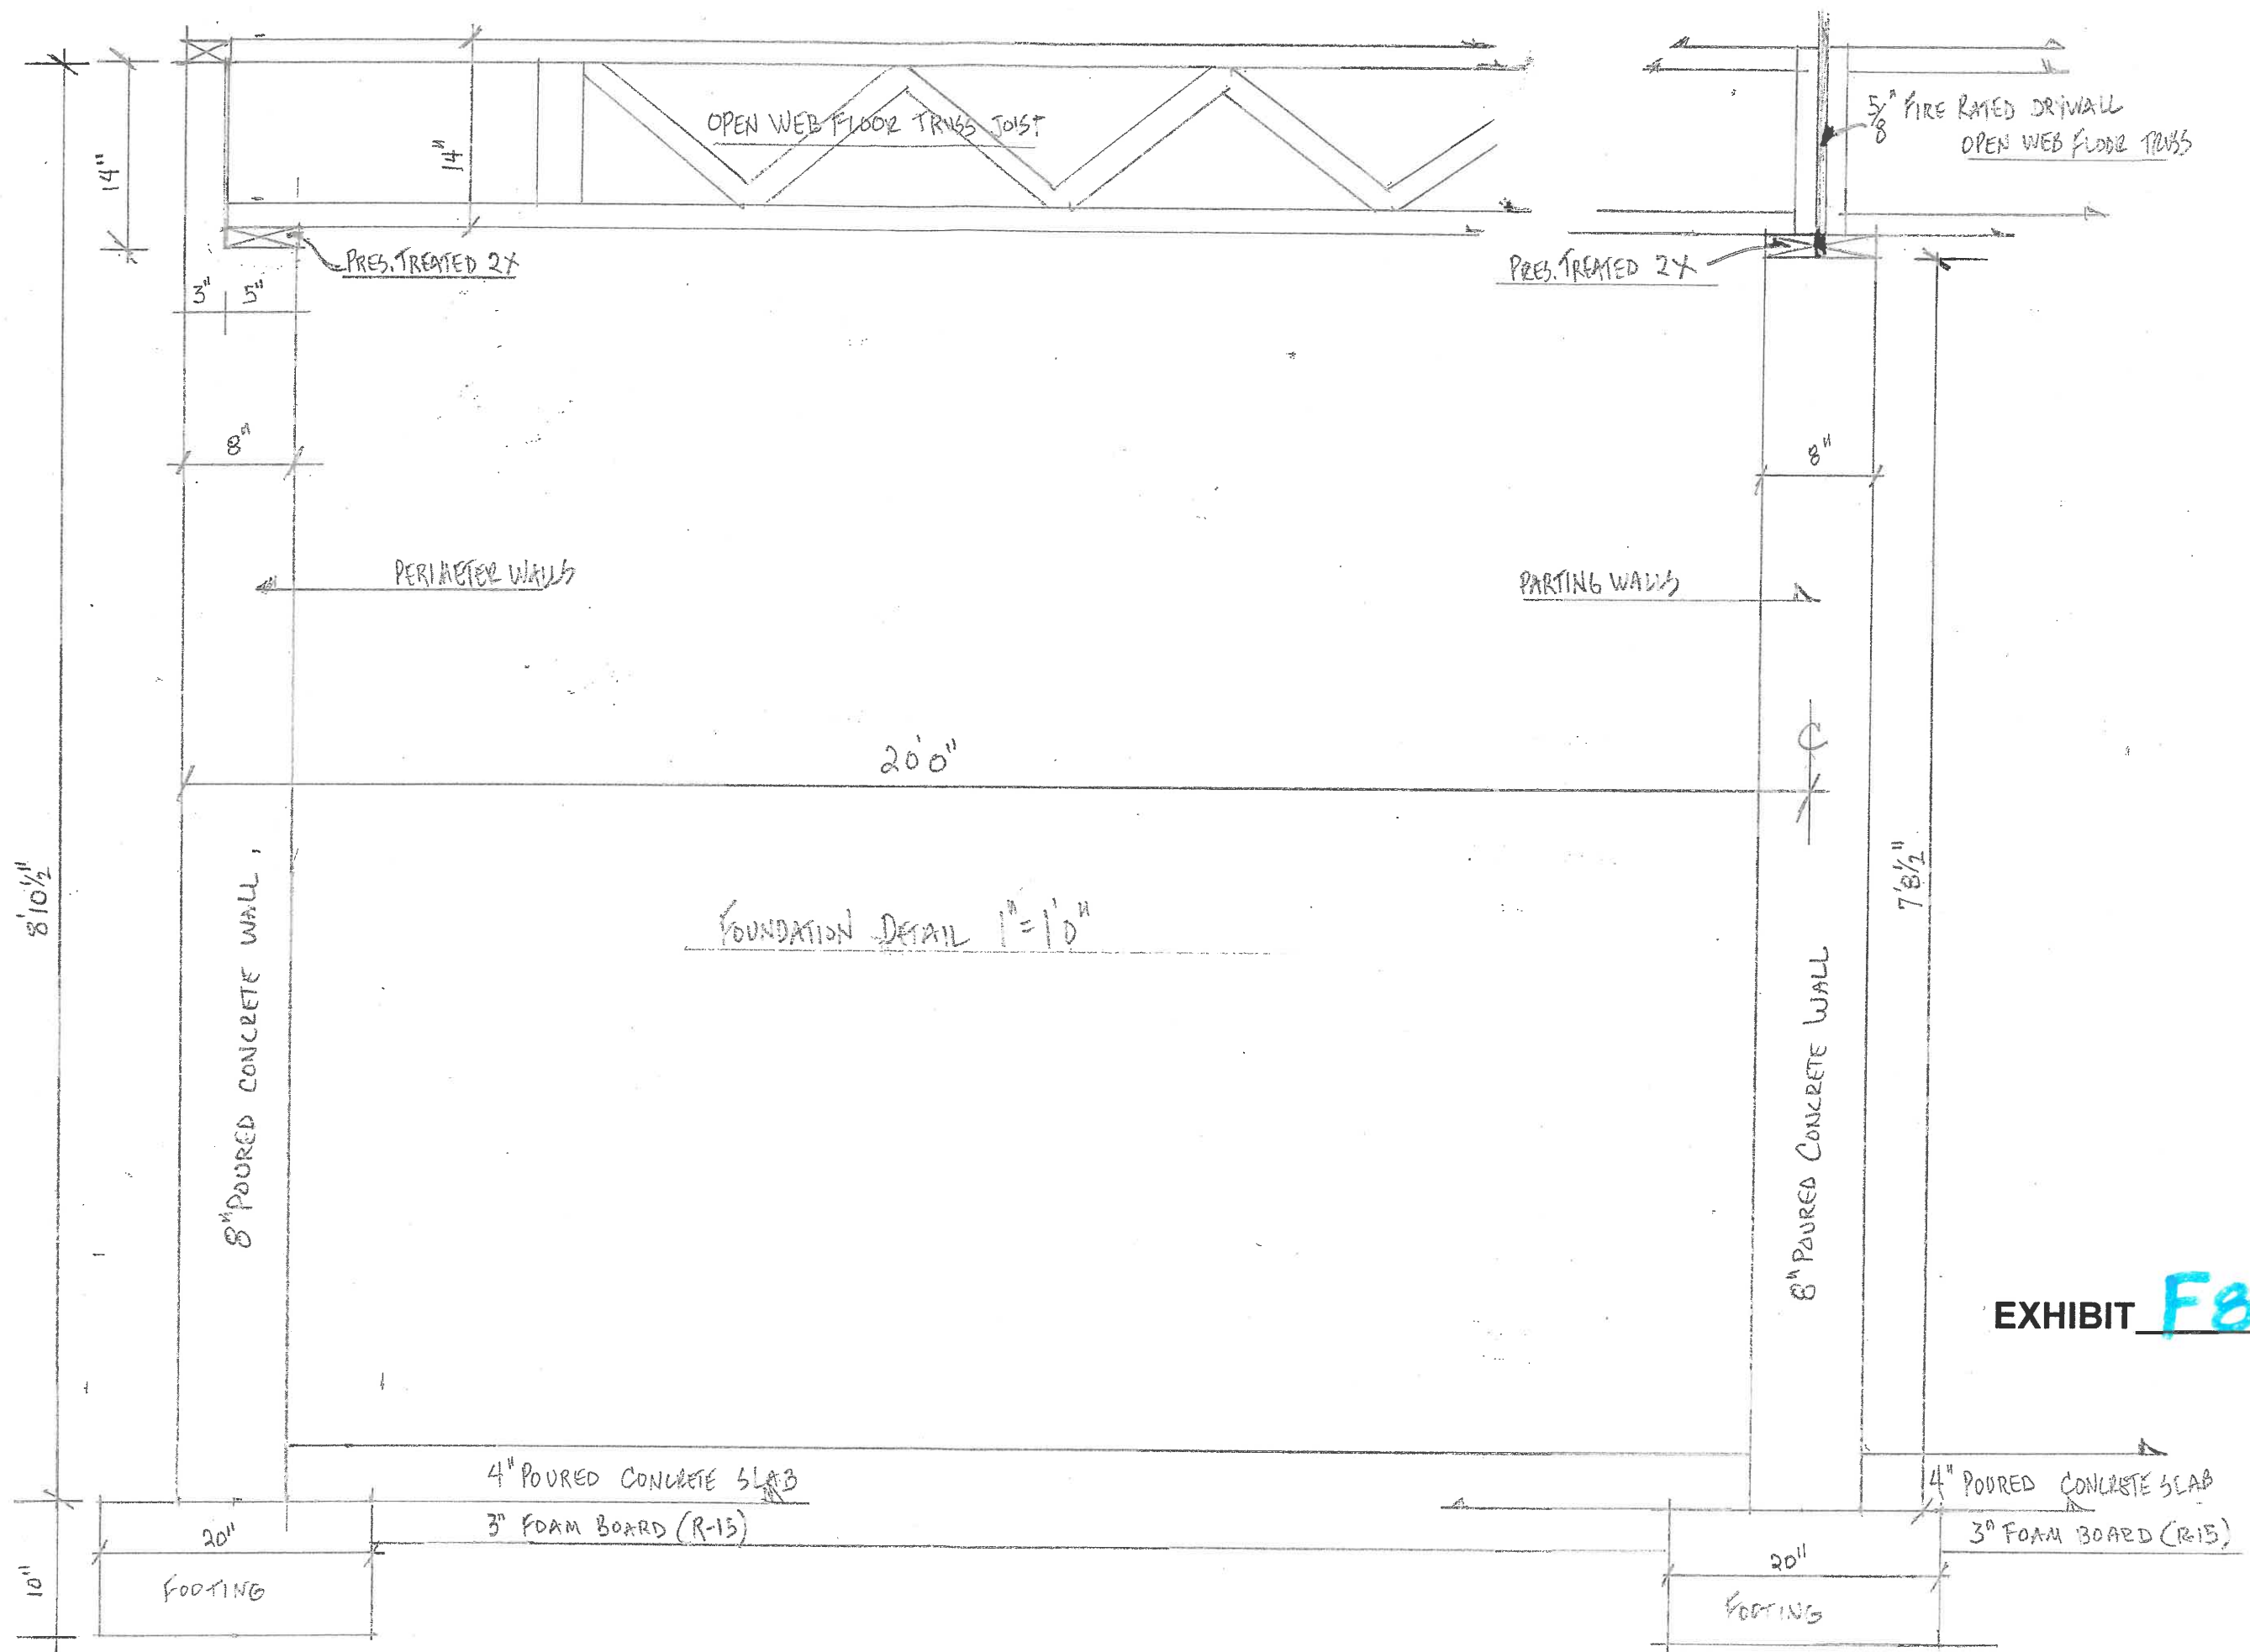 14"
14"
OPEN WEB FLOOR TRUSS JOIST
5/8" FIRE RATED DRYWALL
OPEN WEB FLOOR TRUSS
PRES. TREATED 2X
PRES. TREATED 2X
3" 5"
8"
8"
PERIMETER WALLS
PARTING WALLS
20'0"
8'10½"
7'8½"
8" POURED CONCRETE WALL
FOUNDATION DETAIL 1"=1'0"
8" POURED CONCRETE WALL
EXHIBIT F8
4" POURED CONCRETE SLAB
4" POURED CONCRETE SLAB
3" FOAM BOARD (R-15)
3" FOAM BOARD (R-15)
20"
20"
10"
FOOTING
FOOTING